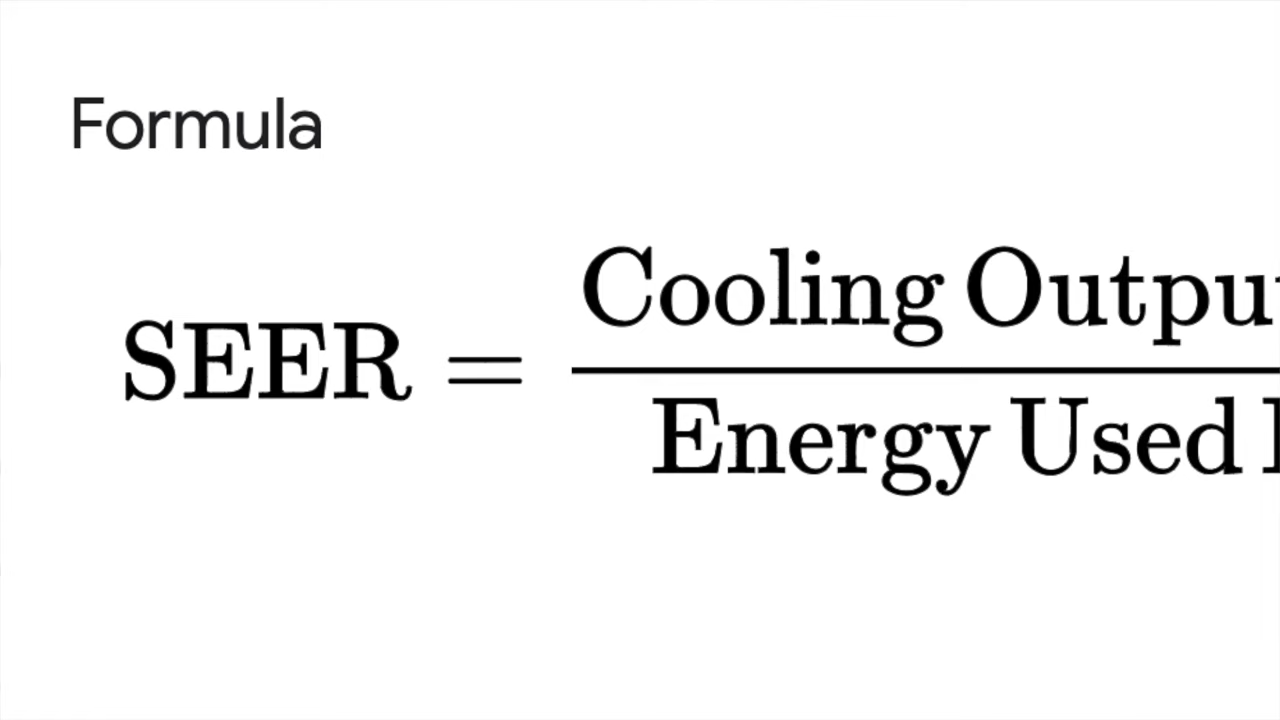 Formula
SEER =
Cooling Outpu
Energy Used